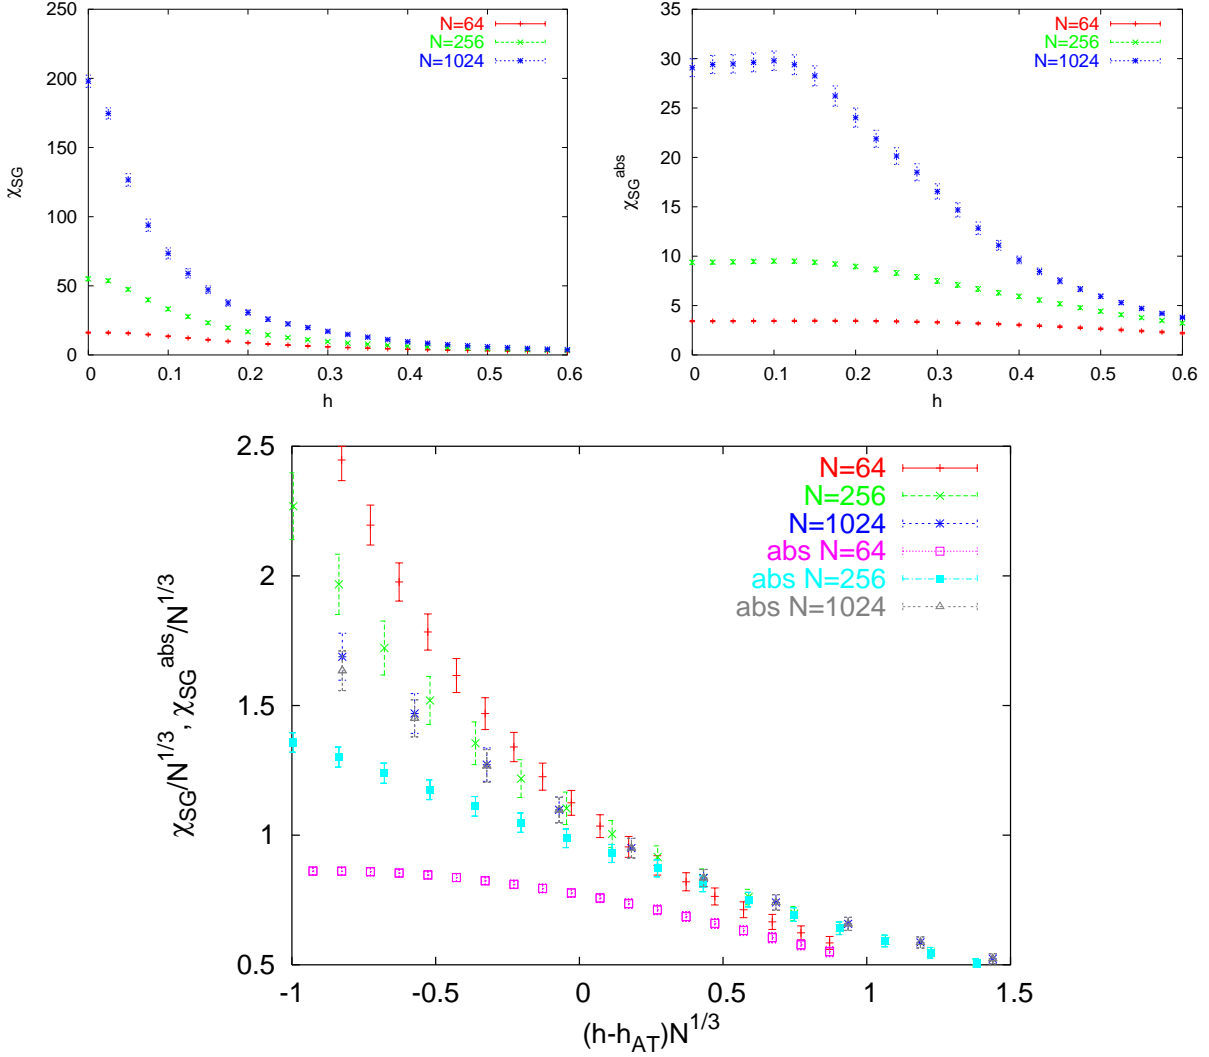 250
200
150
100
50
0
0
0.1
0.2
0.3
0.4
0.5
0.6
χSG
h
N=64
N=256
N=1024
35
30
25
20
15
10
5
0
0
0.1
0.2
0.3
0.4
0.5
0.6
χSG^abs
h
N=64
N=256
N=1024
2.5
2
1.5
1
0.5
-1
-0.5
0
0.5
1
1.5
χSG/N^1/3 , χSG^abs/N^1/3
(h-hAT)N^1/3
N=64
N=256
N=1024
abs N=64
abs N=256
abs N=1024